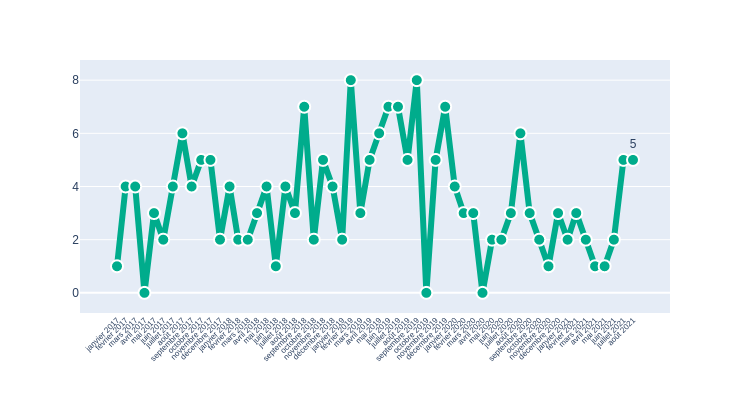 8
6
4
2
0
5
janvier 2017
février 2017
mars 2017
avril 2017
mai 2017
juin 2017
juillet 2017
août 2017
septembre 2017
octobre 2017
novembre 2017
décembre 2017
janvier 2018
février 2018
mars 2018
avril 2018
mai 2018
juin 2018
juillet 2018
août 2018
septembre 2018
octobre 2018
novembre 2018
décembre 2018
janvier 2019
février 2019
mars 2019
avril 2019
mai 2019
juin 2019
juillet 2019
août 2019
septembre 2019
octobre 2019
novembre 2019
décembre 2019
janvier 2020
février 2020
mars 2020
avril 2020
mai 2020
juin 2020
juillet 2020
août 2020
septembre 2020
octobre 2020
novembre 2020
décembre 2020
janvier 2021
février 2021
mars 2021
avril 2021
mai 2021
juin 2021
juillet 2021
août 2021